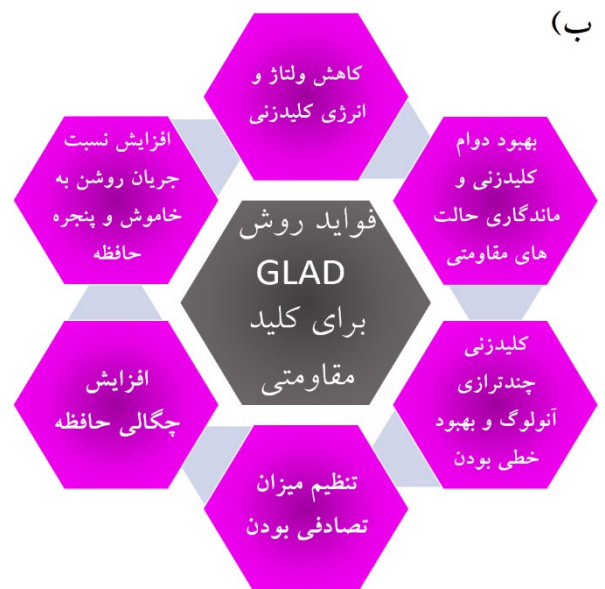 ب)
کاهش ولتاژ و
انرژی کلیدزنی
بهبود دوام
کلیدزنی و
ماندگاری حالت
های مقاومتی
کلیدزنی
چندترازی
آنولوگ و بهبود
خطی بودن
تنظیم میزان
تصادفی بودن
افزایش
چگالی حافظه
افزایش نسبت
جریان روشن به
خاموش و پنجره
حافظه
فواید روش
GLAD
برای کلید
مقاومتی